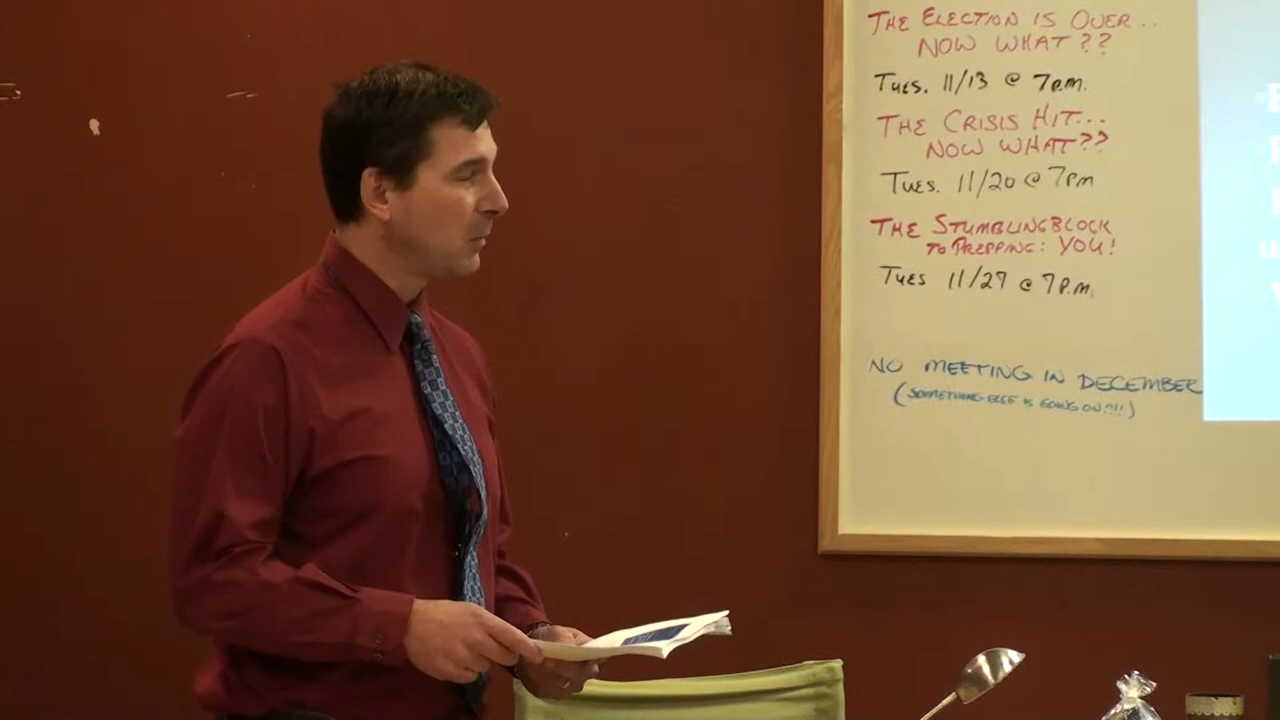 THE ELECTION IS OVER..
NOW WHAT??
TUES. 11/13 @ 7P.M.
THE CRISIS HIT...
NOW WHAT??
TUES. 11/20 @ 7PM
THE STUMBLINGBLOCK
TO PREPPING: YOU!
TUES 11/27 @ 7P.M.
NO MEETING IN DECEMBER
(SOMETHING ELSE IS GOING ON!!!)